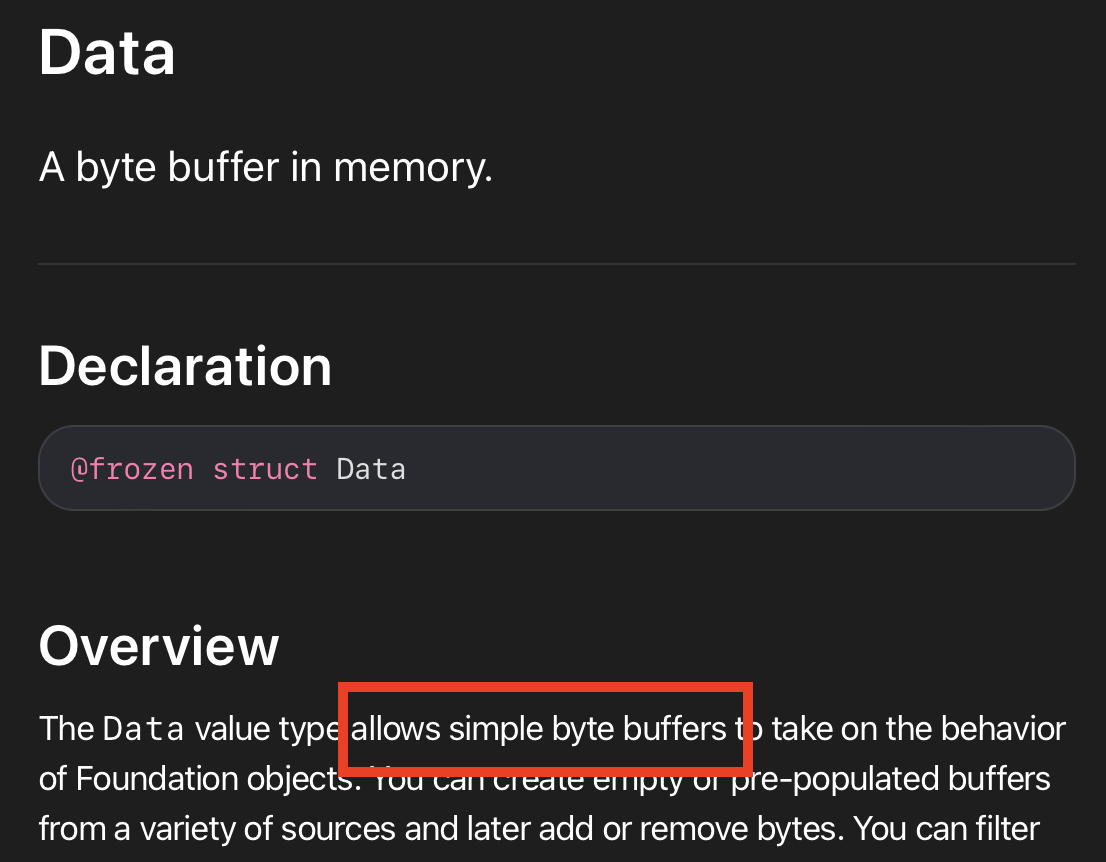 Data
A byte buffer in memory.
Declaration
@frozen struct Data
Overview
The Data value type allows simple byte buffers to take on the behavior
of Foundation objects. You can create empty or pre-populated buffers
from a variety of sources and later add or remove bytes. You can filter